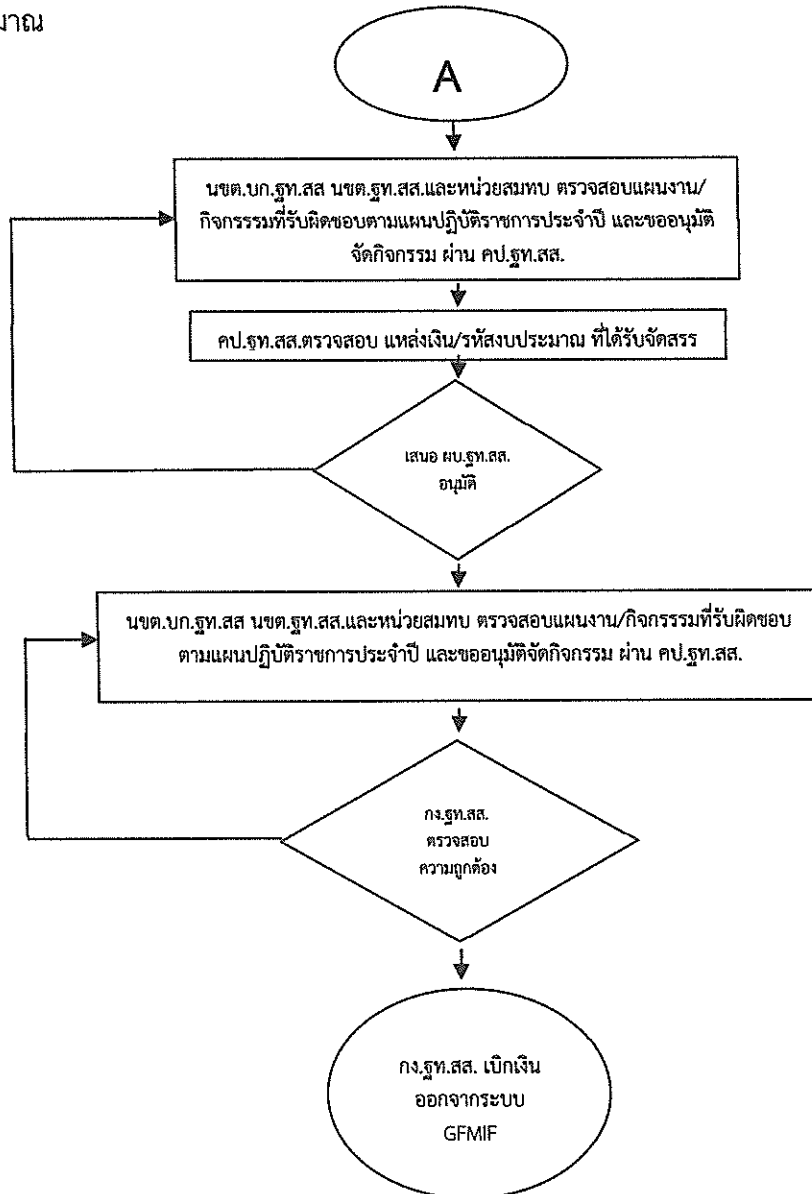 A
นขต.บก.ฐท.สส นขต.ฐท.สส.และหน่วยสมทบ ตรวจสอบแผนงาน/
กิจกรรรมที่รับผิดชอบตามแผนปฏิบัติราชการประจำปี และขออนุมัติ
จัดกิจกรรม ผ่าน คป.ฐท.สส.
คป.ฐท.สส.ตรวจสอบ แหล่งเงิน/รหัสงบประมาณ ที่ได้รับจัดสรร
เสนอ ผบ.ฐท.สส.
อนุมัติ
นขต.บก.ฐท.สส นขต.ฐท.สส.และหน่วยสมทบ ตรวจสอบแผนงาน/กิจกรรรมที่รับผิดชอบ
ตามแผนปฏิบัติราชการประจำปี และขออนุมัติจัดกิจกรรม ผ่าน คป.ฐท.สส.
กง.ฐท.สส.
ตรวจสอบ
ความถูกต้อง
กง.ฐท.สส. เบิกเงิน
ออกจากระบบ
GFMIF